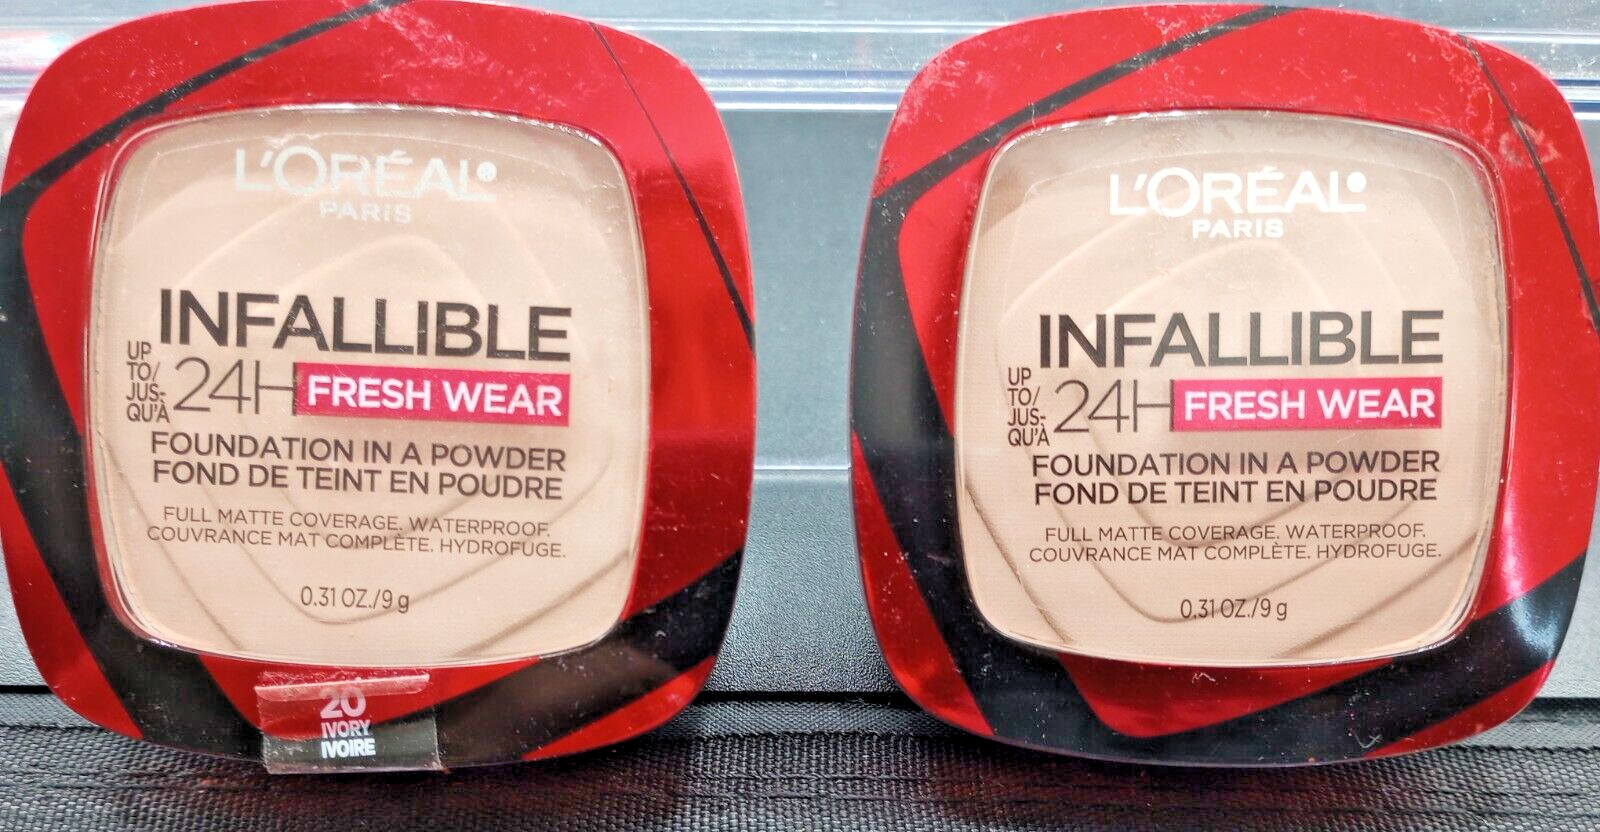 L'ORÉAL
PARIS
INFALLIBLE
UP
TO/
JUS-
QU'À
24H
FRESH WEAR
FOUNDATION IN A POWDER
FOND DE TEINT EN POUDRE
FULL MATTE COVERAGE. WATERPROOF.
COUVRANCE MAT COMPLÈTE. HYDROFUGE.
0.31 OZ./9 g
20
IVORY
IVOIRE
L'ORÉAL
PARIS
INFALLIBLE
UP
TO/
JUS-
QU'À
24H
FRESH WEAR
FOUNDATION IN A POWDER
FOND DE TEINT EN POUDRE
FULL MATTE COVERAGE. WATERPROOF.
COUVRANCE MAT COMPLÈTE. HYDROFUGE.
0.31 OZ./9 g